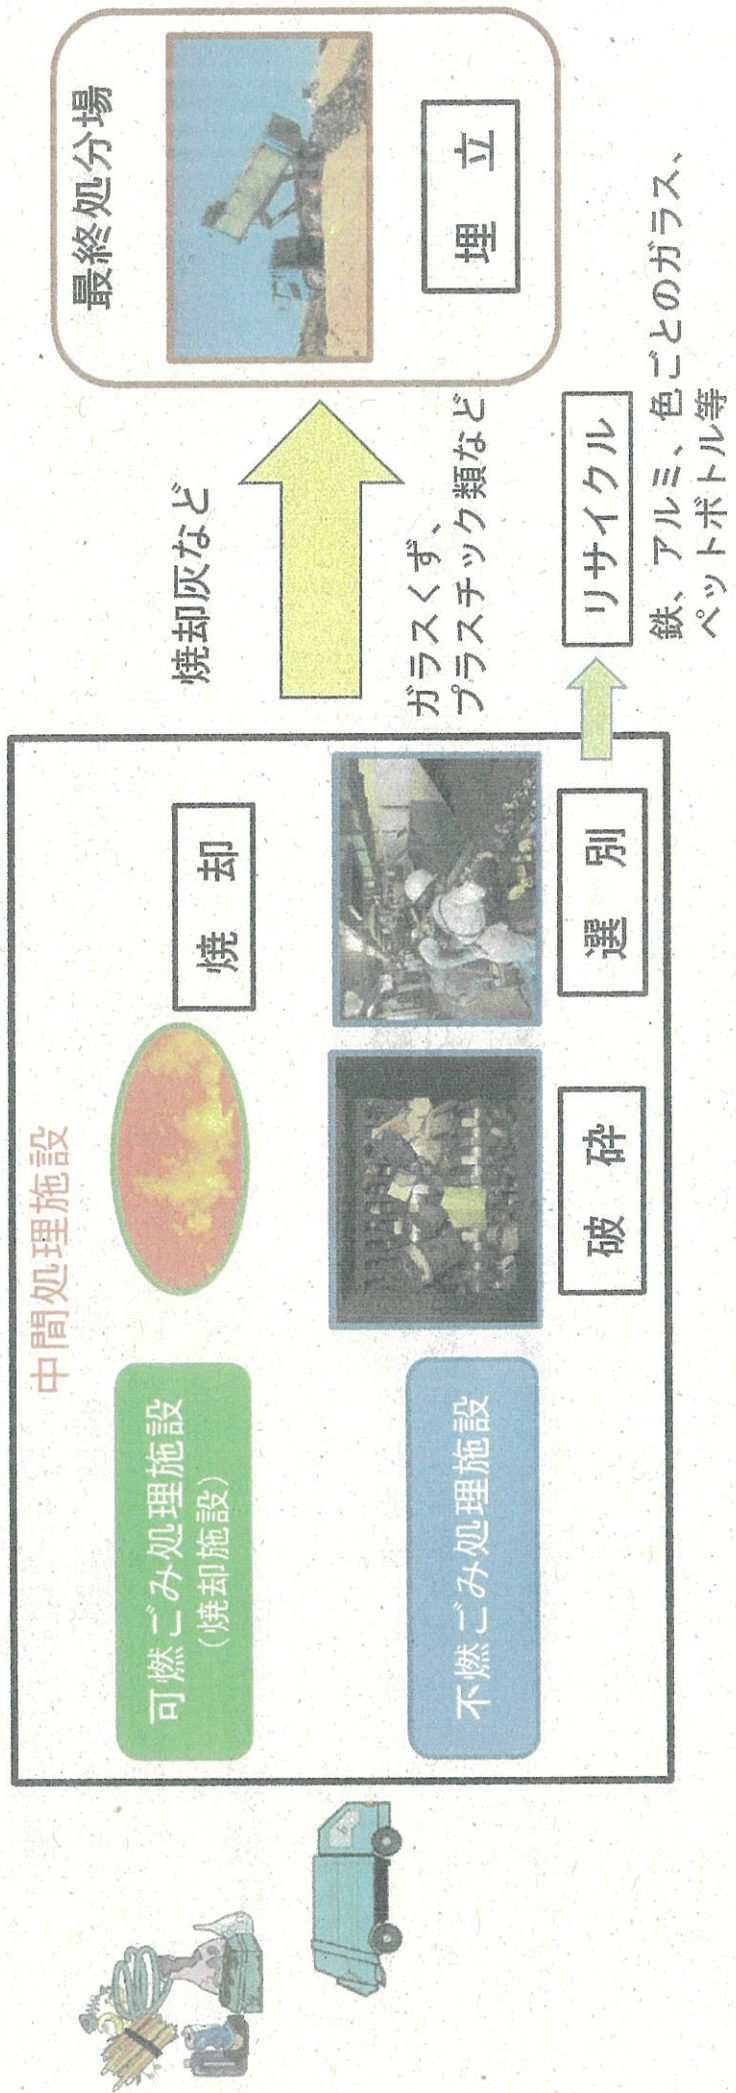 中間処理施設
可燃ごみ処理施設
(焼却施設)
焼 却
不燃ごみ処理施設
破 砕
選 別
焼却灰など
ガラスくず、
プラスチック類など
リサイクル
鉄、アルミ、色ごとのガラス、
ペットボトル等
最終処分場
埋 立